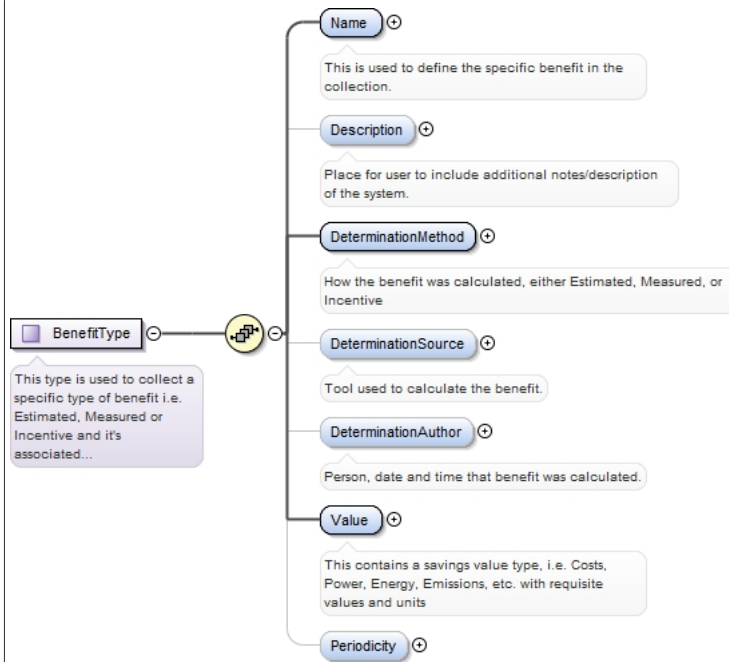 Name
This is used to define the specific benefit in the
collection.
Description
Place for user to include additional notes/description
of the system.
DeterminationMethod
How the benefit was calculated, either Estimated, Measured, or
Incentive
BenefitType
This type is used to collect a
specific type of benefit i.e.
Estimated, Measured or
Incentive and it's
associated...
DeterminationSource
Tool used to calculate the benefit.
DeterminationAuthor
Person, date and time that benefit was calculated.
Value
This contains a savings value type, i.e. Costs,
Power, Energy, Emissions, etc. with requisite
values and units
Periodicity